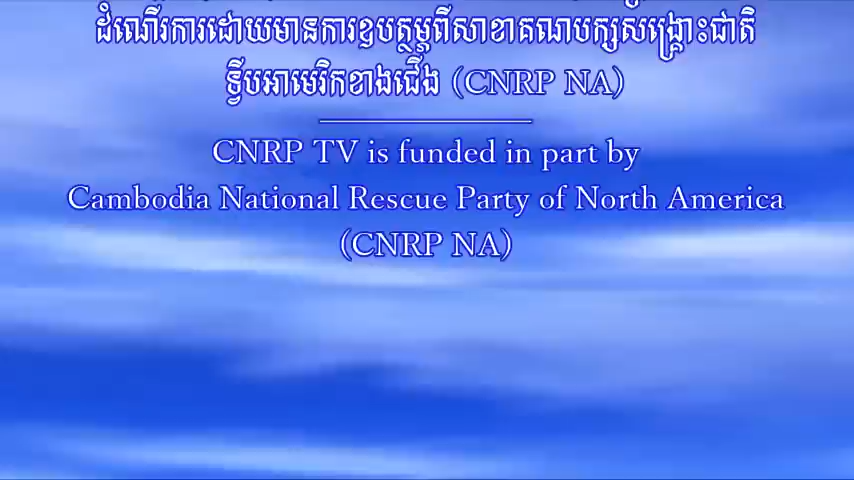 ដំណើរការដោយមានការឧបត្ថម្ភពីសាខាគណបក្សសង្គ្រោះជាតិ
ទ្វីបអាមេរិកខាងជើង (CNRP NA)
CNRP TV is funded in part by
Cambodia National Rescue Party of North America
(CNRP NA)